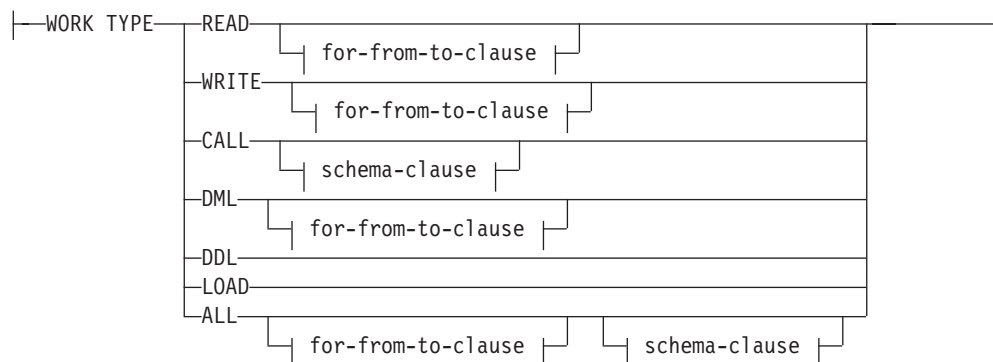 WORK TYPE READ
for-from-to-clause
WRITE
for-from-to-clause
CALL
schema-clause
DML
for-from-to-clause
DDL
LOAD
ALL
for-from-to-clause schema-clause